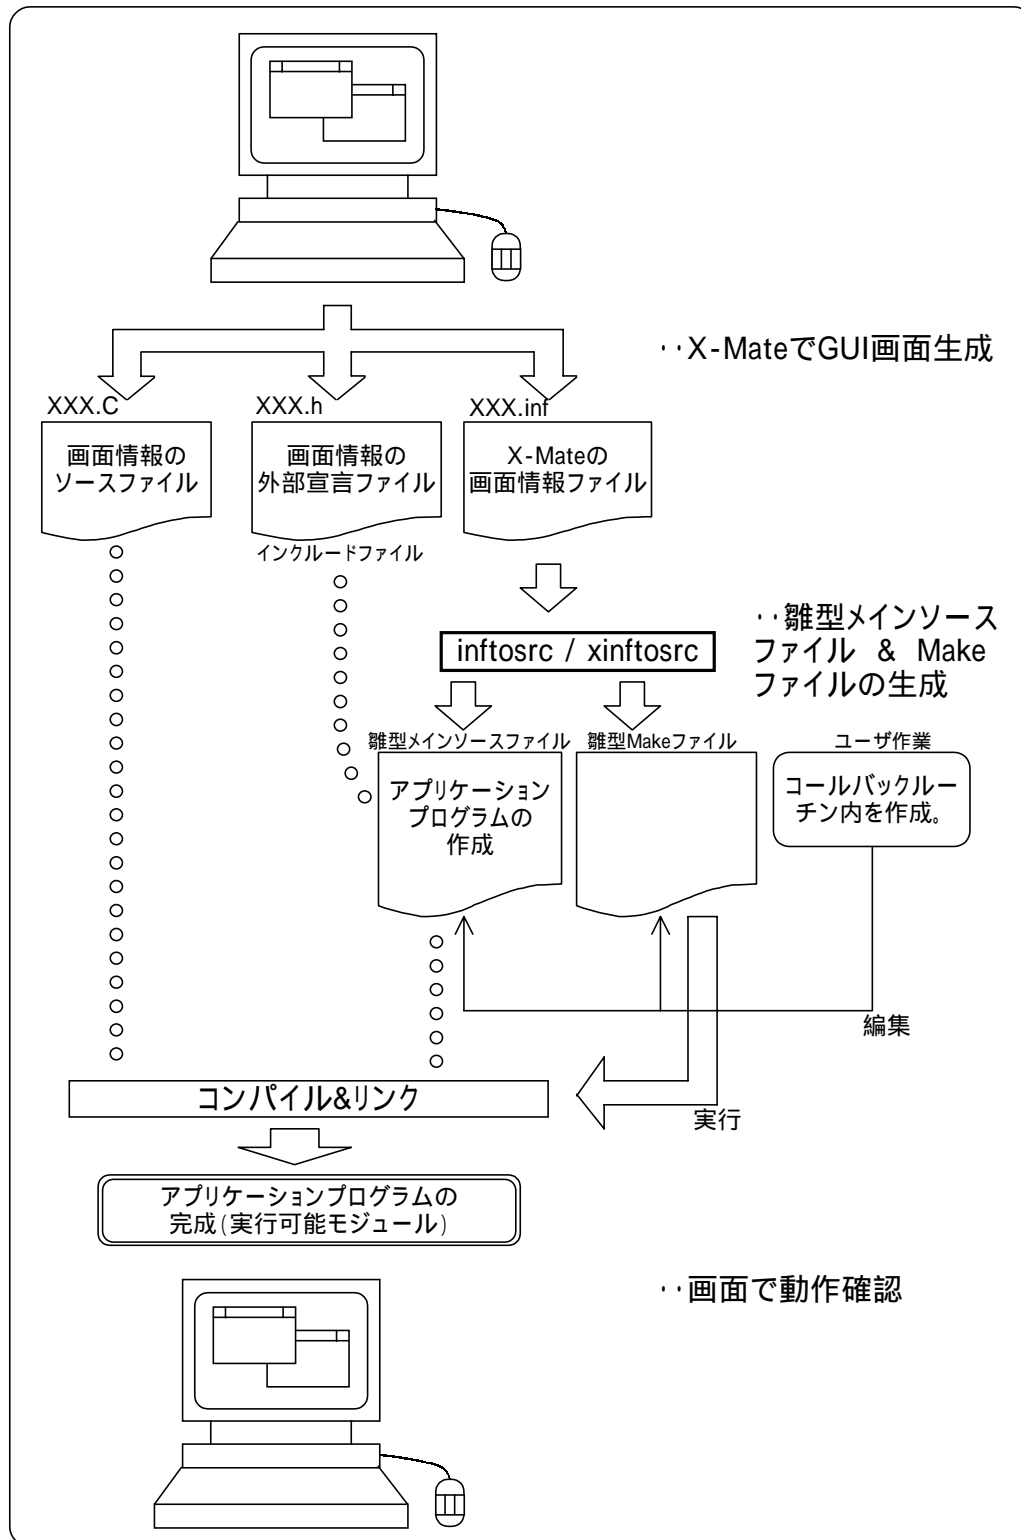 ‥X-MateでGUI画面生成
XXX.C
XXX.h
XXX.inf
画面情報の
ソースファイル
画面情報の
外部宣言ファイル
X-Mateの
画面情報ファイル
インクルードファイル
inftosrc / xinftosrc
‥雛型メインソース
ファイル & Make
ファイルの生成
雛型メインソースファイル
雛型Makeファイル
ユーザ作業
アプリケーション
プログラムの
作成
コールバックルー
チン内を作成。
編集
コンパイル&リンク
実行
アプリケーションプログラムの
完成(実行可能モジュール)
‥画面で動作確認